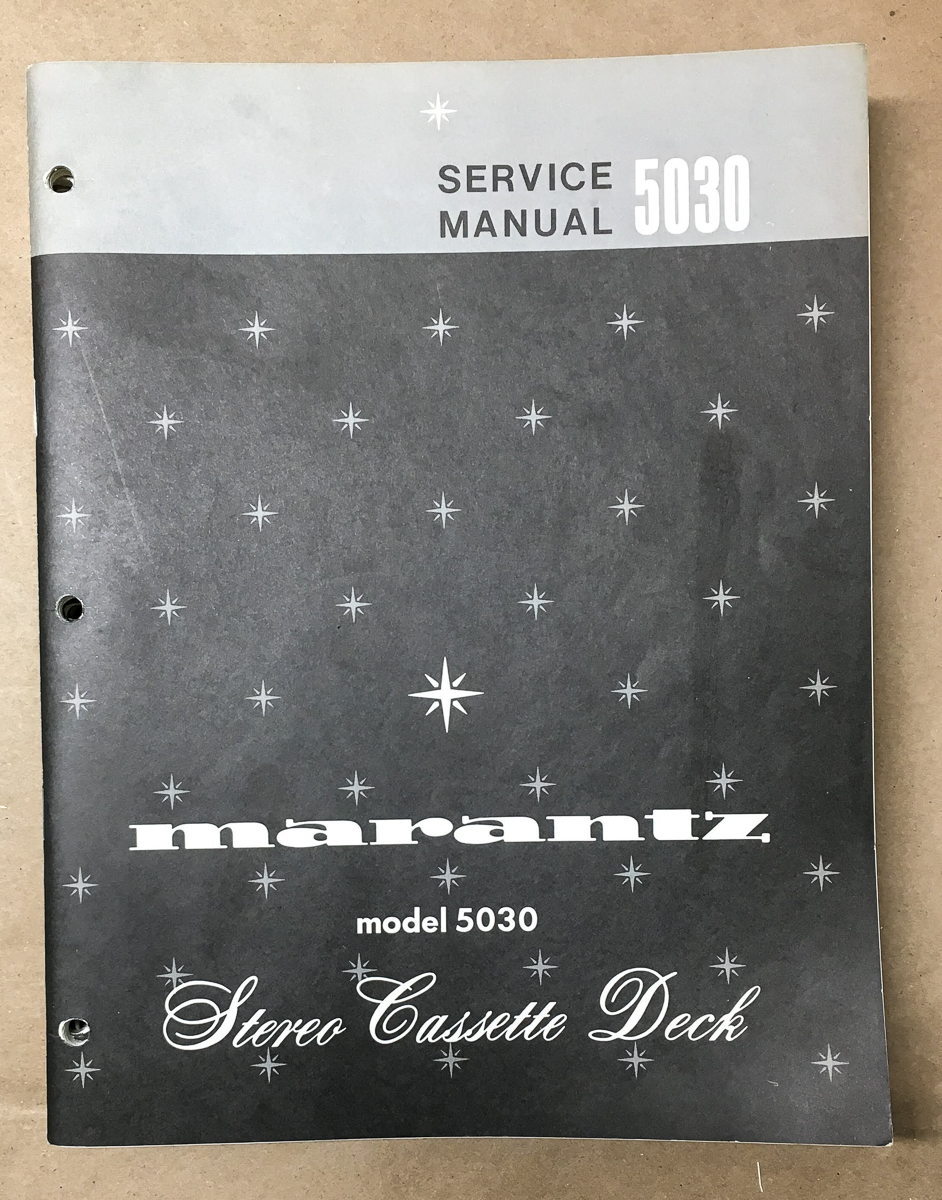 SERVICE
MANUAL 5030
marantz
model 5030
Stereo Cassette Deck